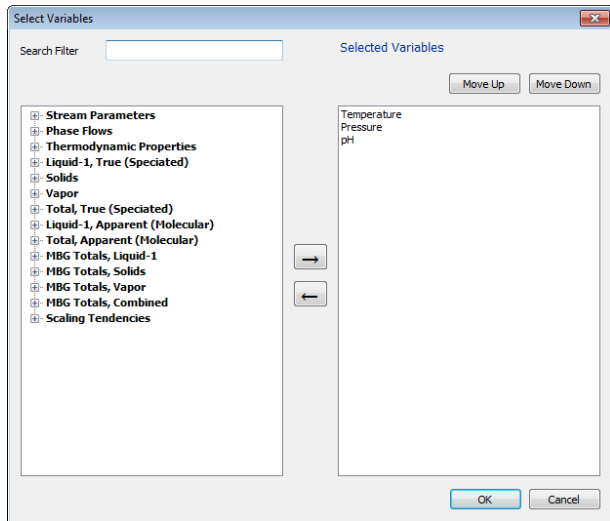 Select Variables
Search Filter
Selected Variables
Move Up
Move Down
Stream Parameters
Phase Flows
Thermodynamic Properties
Liquid-1, True (Speciated)
Solids
Vapor
Total, True (Speciated)
Liquid-1, Apparent (Molecular)
Total, Apparent (Molecular)
MBG Totals, Liquid-1
MBG Totals, Solids
MBG Totals, Vapor
MBG Totals, Combined
Scaling Tendencies
Temperature
Pressure
pH
OK
Cancel